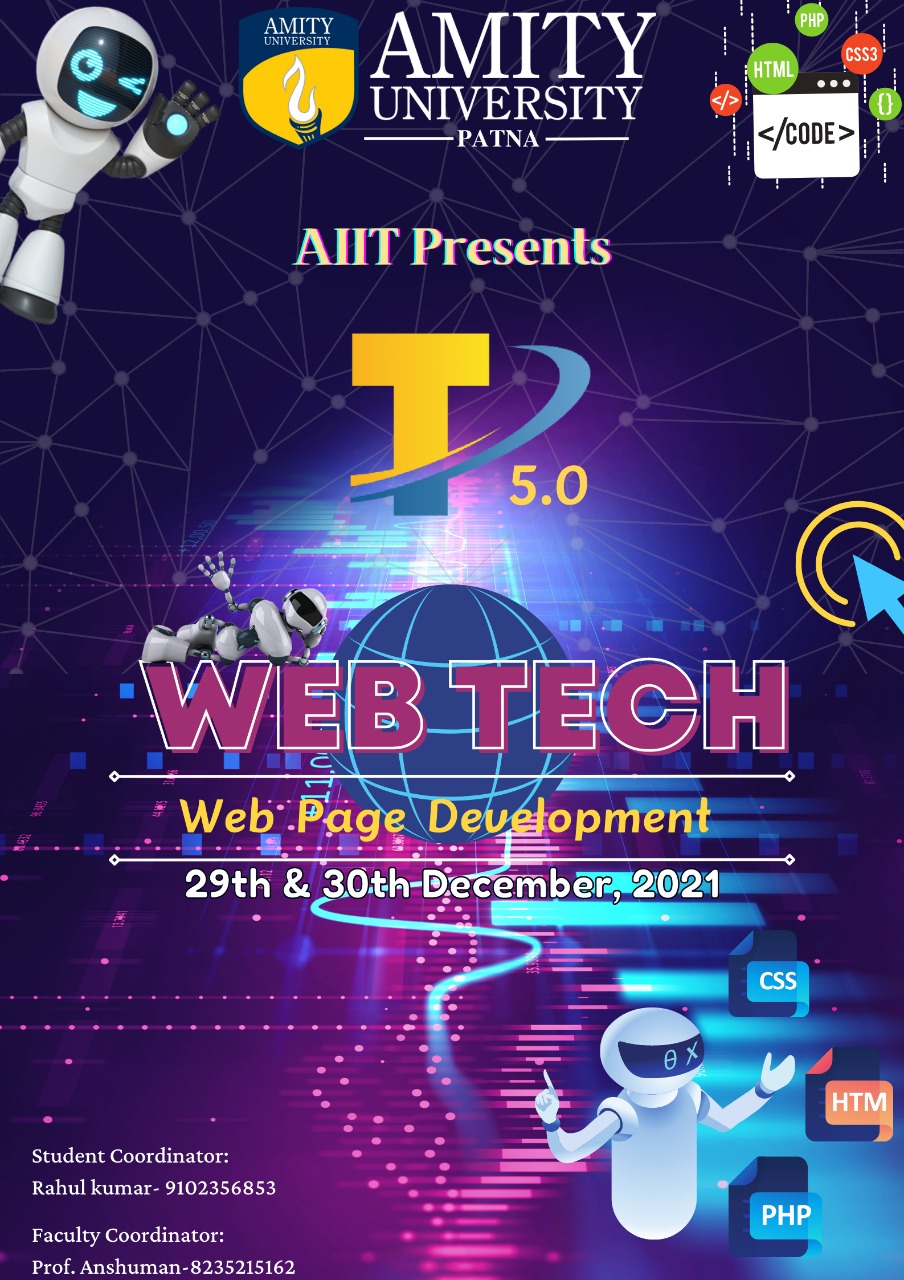 AMITY
UNIVERSITY
AMITY
UNIVERSITY
PATNA
PHP
CSS3
HTML
</>
{}
</CODE>
AIIT Presents
T
5.0
WEB TECH
Web Page Development
29th & 30th December, 2021
CSS
θ X
HTM
PHP
Student Coordinator:
Rahul kumar- 9102356853
Faculty Coordinator:
Prof. Anshuman-8235215162